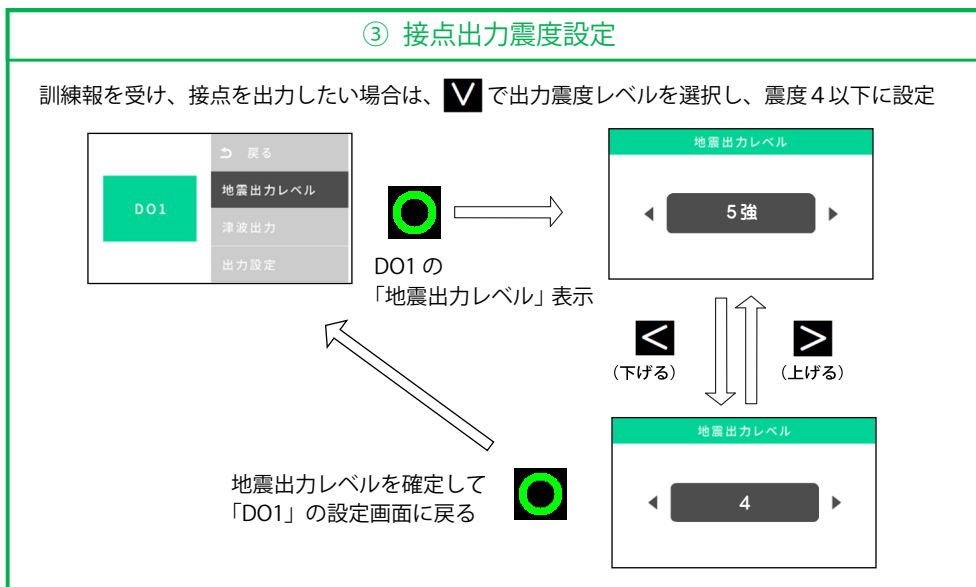 ③ 接点出力震度設定
訓練報を受け、接点を出力したい場合は、 V で出力震度レベルを選択し、震度４以下に設定
戻る
地震出力レベル
DO1
津波出力
出力設定
DO1 の
「地震出力レベル」表示
地震出力レベル
5強
<
(下げる)
>
(上げる)
地震出力レベル
4
地震出力レベルを確定して
「DO1」の設定画面に戻る